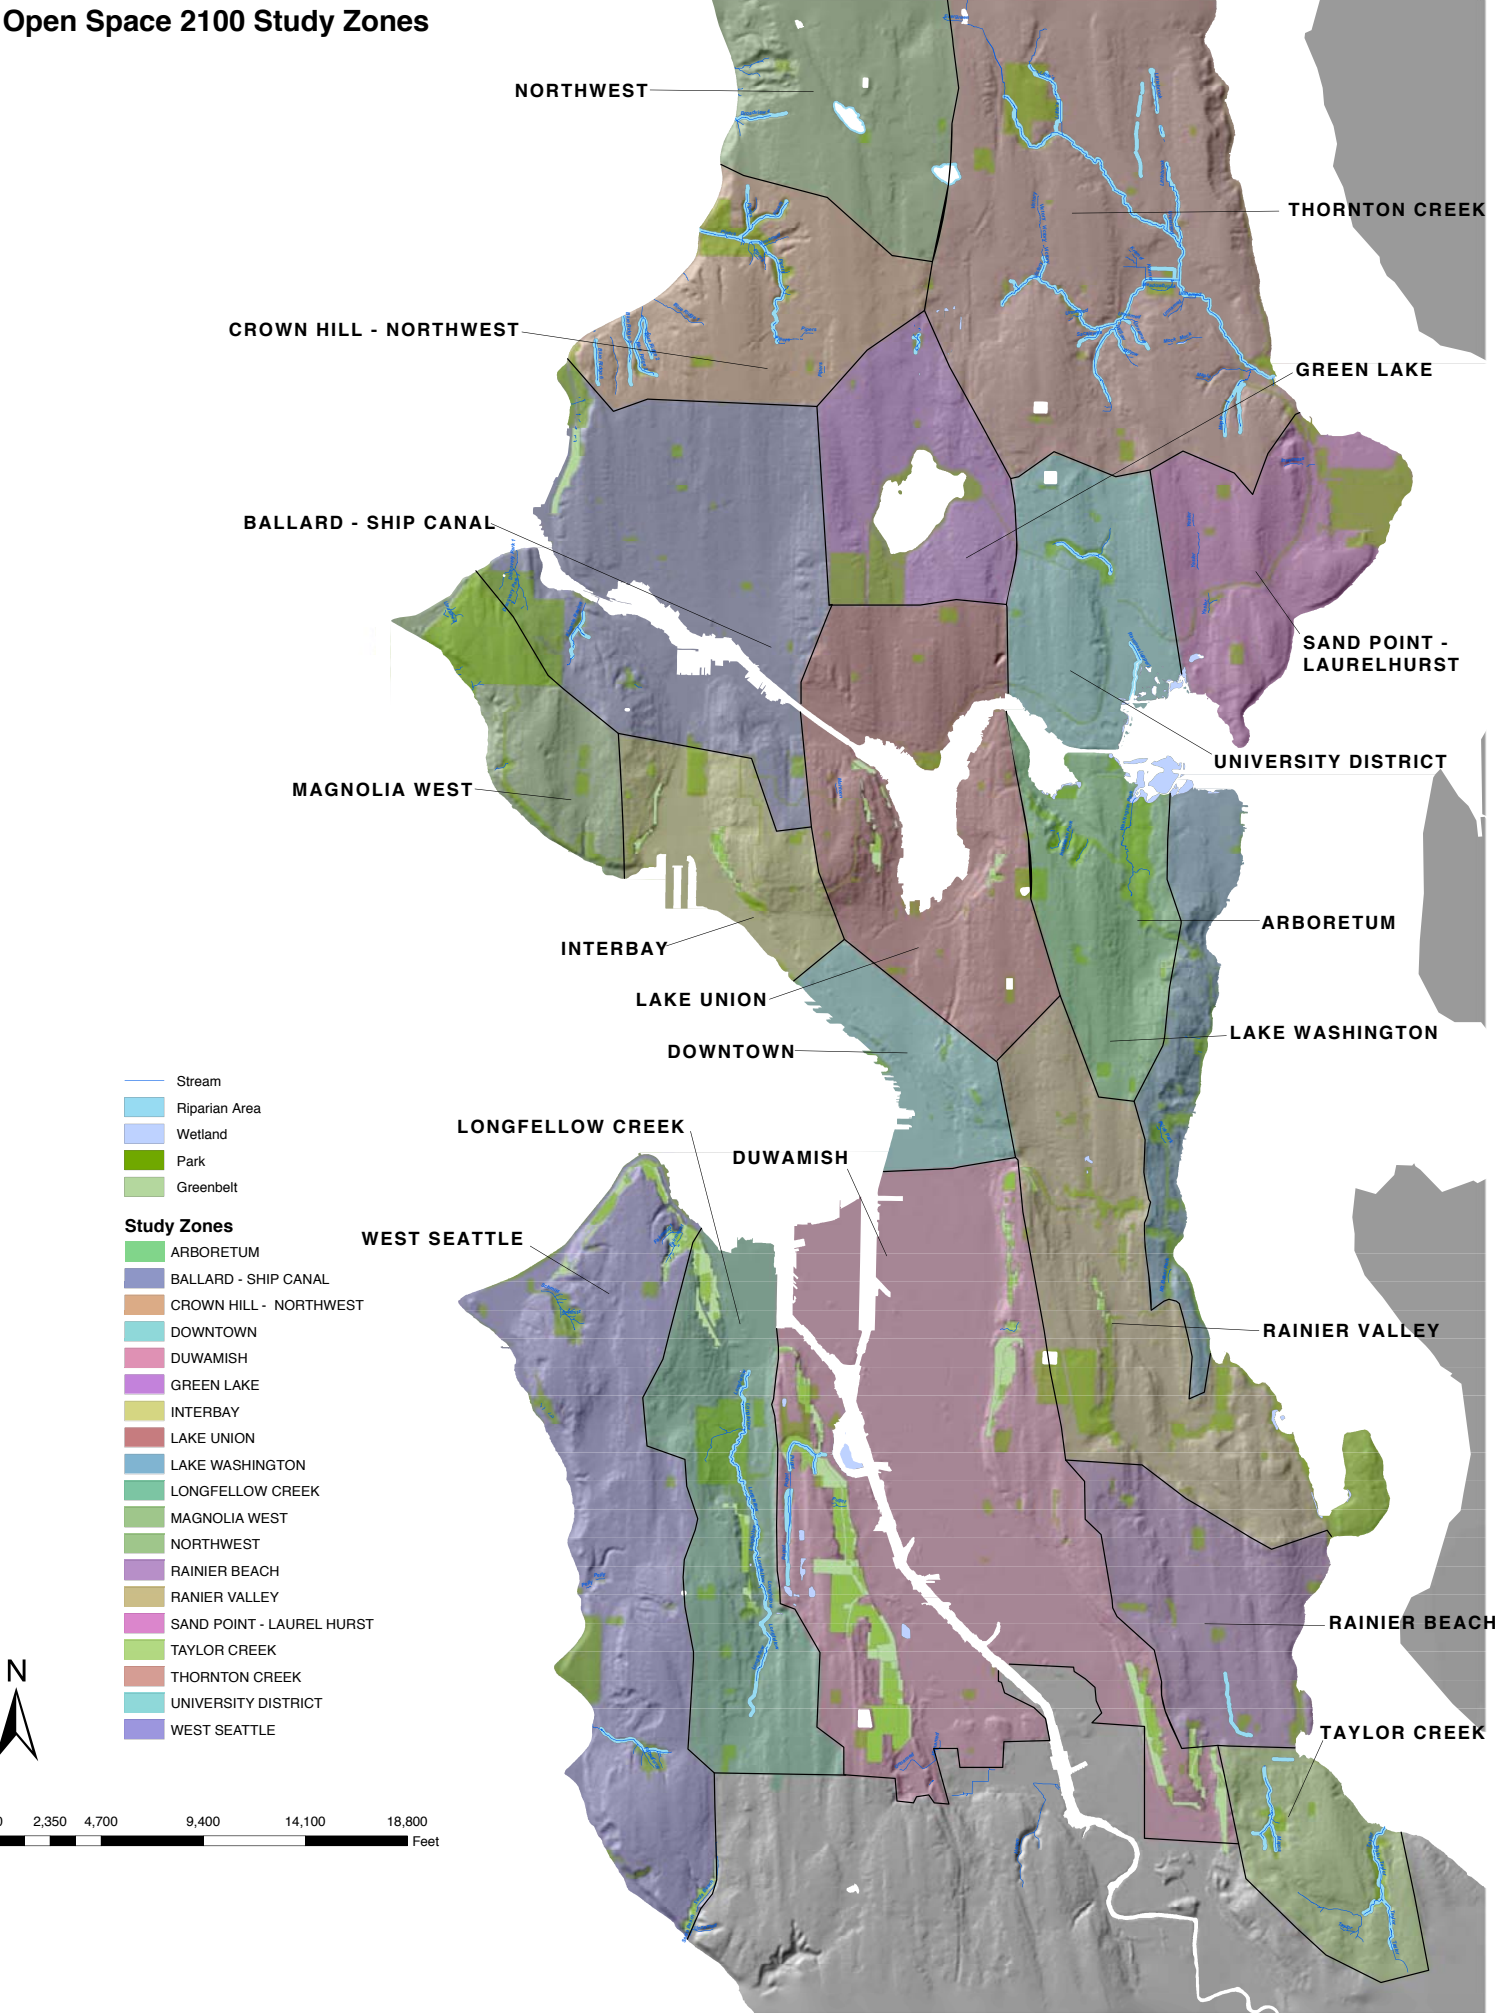 Open Space 2100 Study Zones
NORTHWEST
THORNTON CREEK
CROWN HILL - NORTHWEST
GREEN LAKE
BALLARD - SHIP CANAL
SAND POINT -
LAURELHURST
UNIVERSITY DISTRICT
MAGNOLIA WEST
ARBORETUM
INTERBAY
LAKE UNION
LAKE WASHINGTON
DOWNTOWN
LONGFELLOW CREEK
DUWAMISH
WEST SEATTLE
RAINIER VALLEY
RAINIER BEACH
TAYLOR CREEK
Stream
Riparian Area
Wetland
Park
Greenbelt
Study Zones
ARBORETUM
BALLARD - SHIP CANAL
CROWN HILL - NORTHWEST
DOWNTOWN
DUWAMISH
GREEN LAKE
INTERBAY
LAKE UNION
LAKE WASHINGTON
LONGFELLOW CREEK
MAGNOLIA WEST
NORTHWEST
RAINIER BEACH
RANIER VALLEY
SAND POINT - LAUREL HURST
TAYLOR CREEK
THORNTON CREEK
UNIVERSITY DISTRICT
WEST SEATTLE
N
0 2,350 4,700 9,400 14,100 18,800
Feet